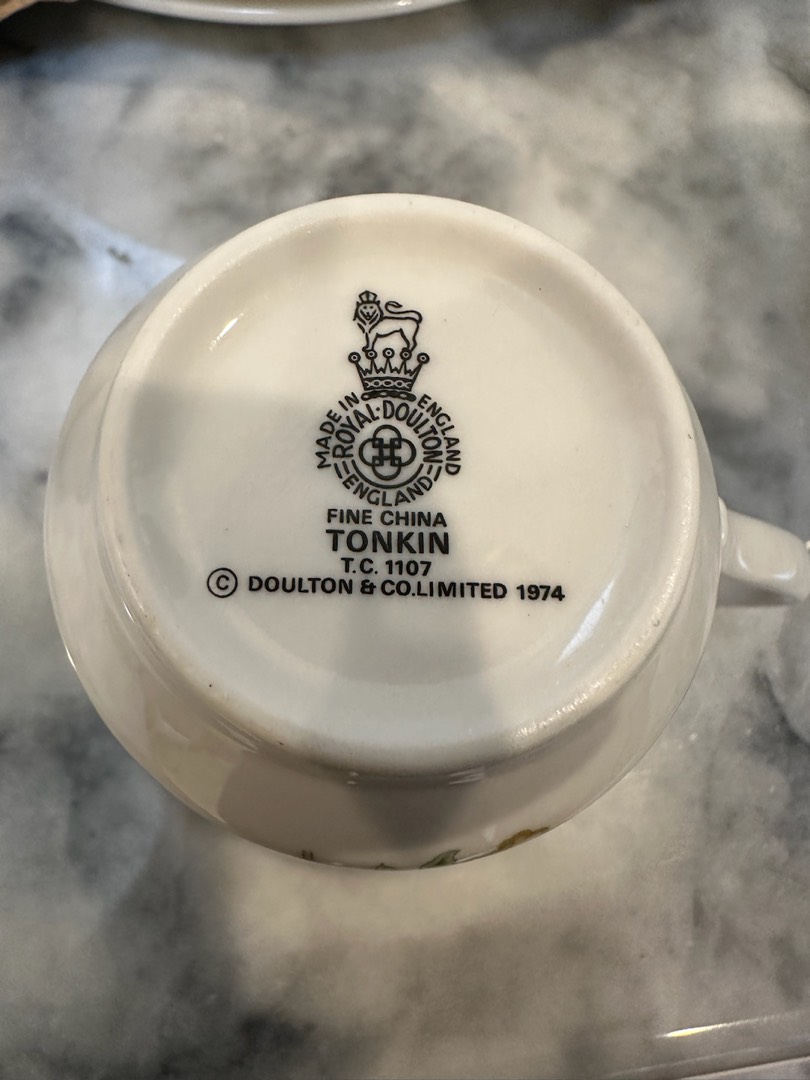 MADE IN ENGLAND
ROYAL·DOULTON
ENGLAND
FINE CHINA
TONKIN
T.C. 1107
© DOULTON & CO.LIMITED 1974